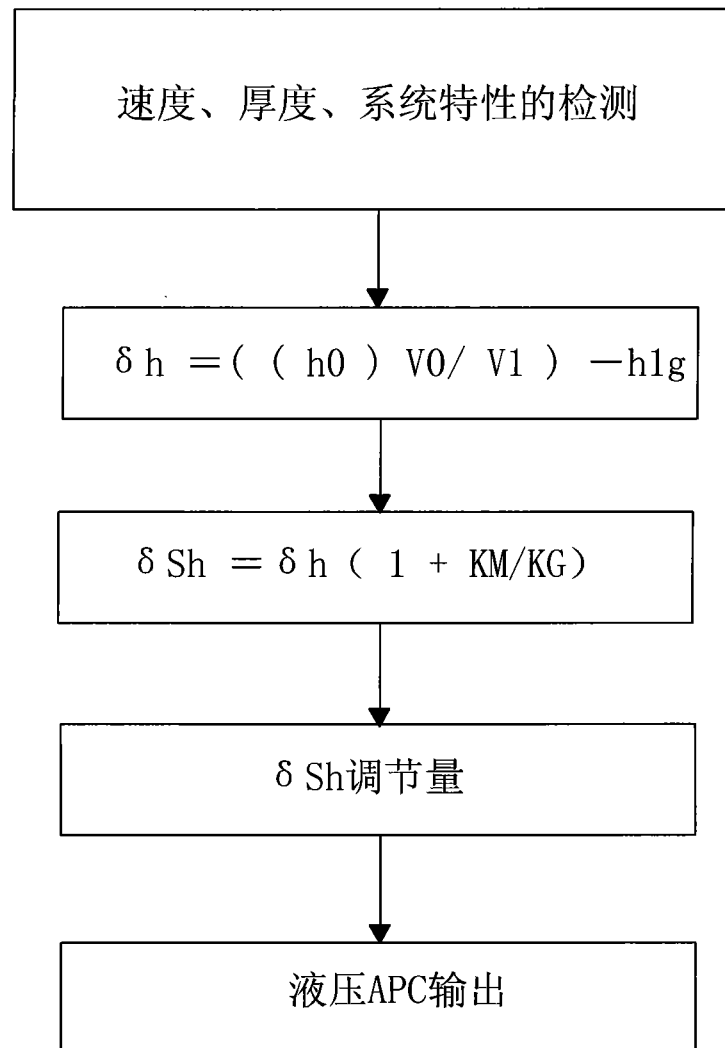 速度、厚度、系统特性的检测
δh =( ( h0 ) V0/ V1 ) —h1g
δSh = δh ( 1 + KM/KG)
δSh调节量
液压APC输出